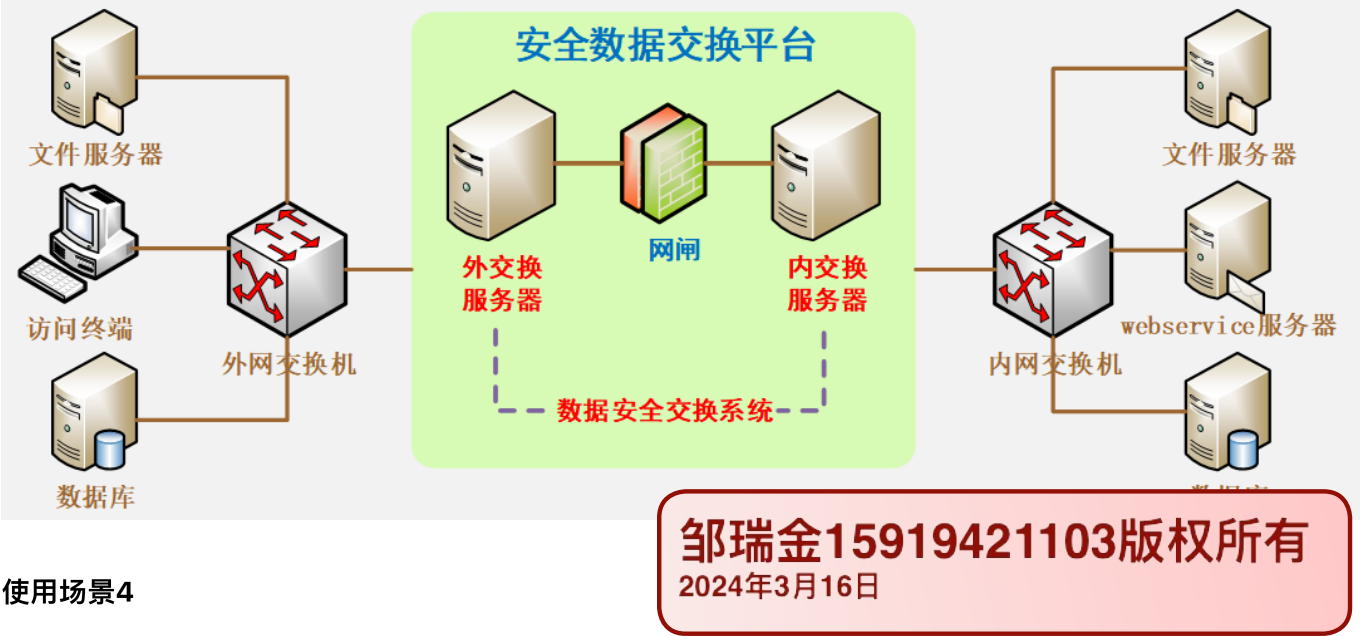 安全数据交换平台
文件服务器
文件服务器
网闸
外交换
服务器
内交换
服务器
访问终端
webservice服务器
外网交换机
内网交换机
数据安全交换系统
数据库
数据库
邹瑞金15919421103版权所有
2024年3月16日
使用场景4